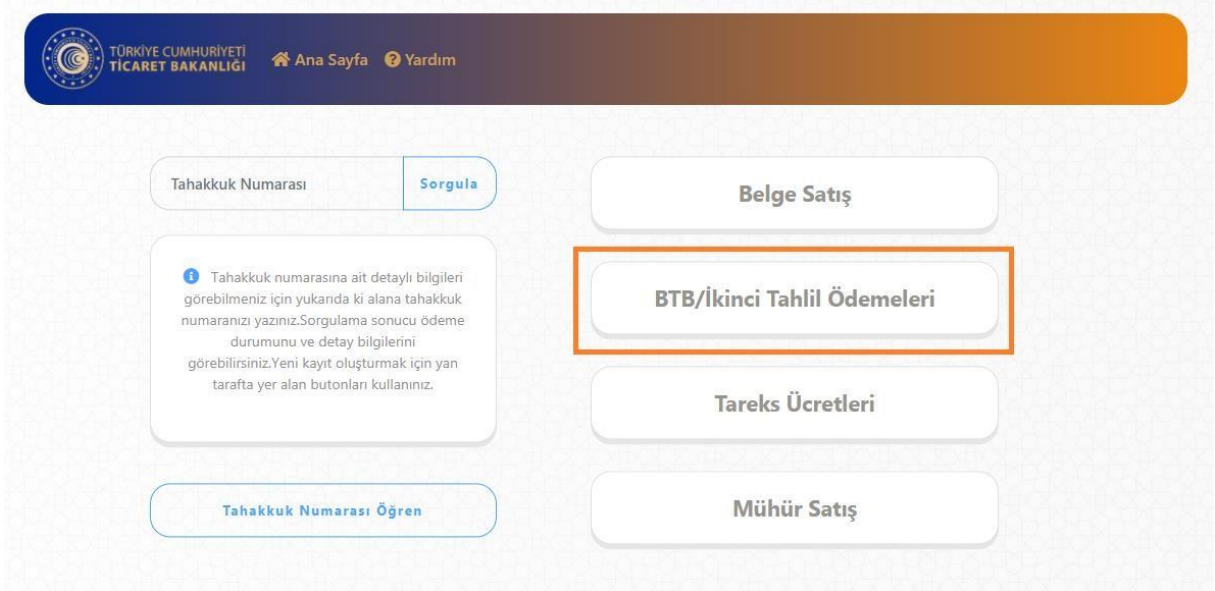 TÜRKİYE CUMHURİYETİ
TİCARET BAKANLIĞI
Ana Sayfa
Yardım
Tahakkuk Numarası
Sorgula
Tahakkuk numarasına ait detaylı bilgileri
görebilmeniz için yukarıda ki alana tahakkuk
numaranızı yazınız.Sorgulama sonucu ödeme
durumunu ve detay bilgilerini
görebilirsiniz.Yeni kayıt oluşturmak için yan
tarafta yer alan butonları kullanınız.
Tahakkuk Numarası Öğren
Belge Satış
BTB/İkinci Tahlil Ödemeleri
Tareks Ücretleri
Mühür Satış